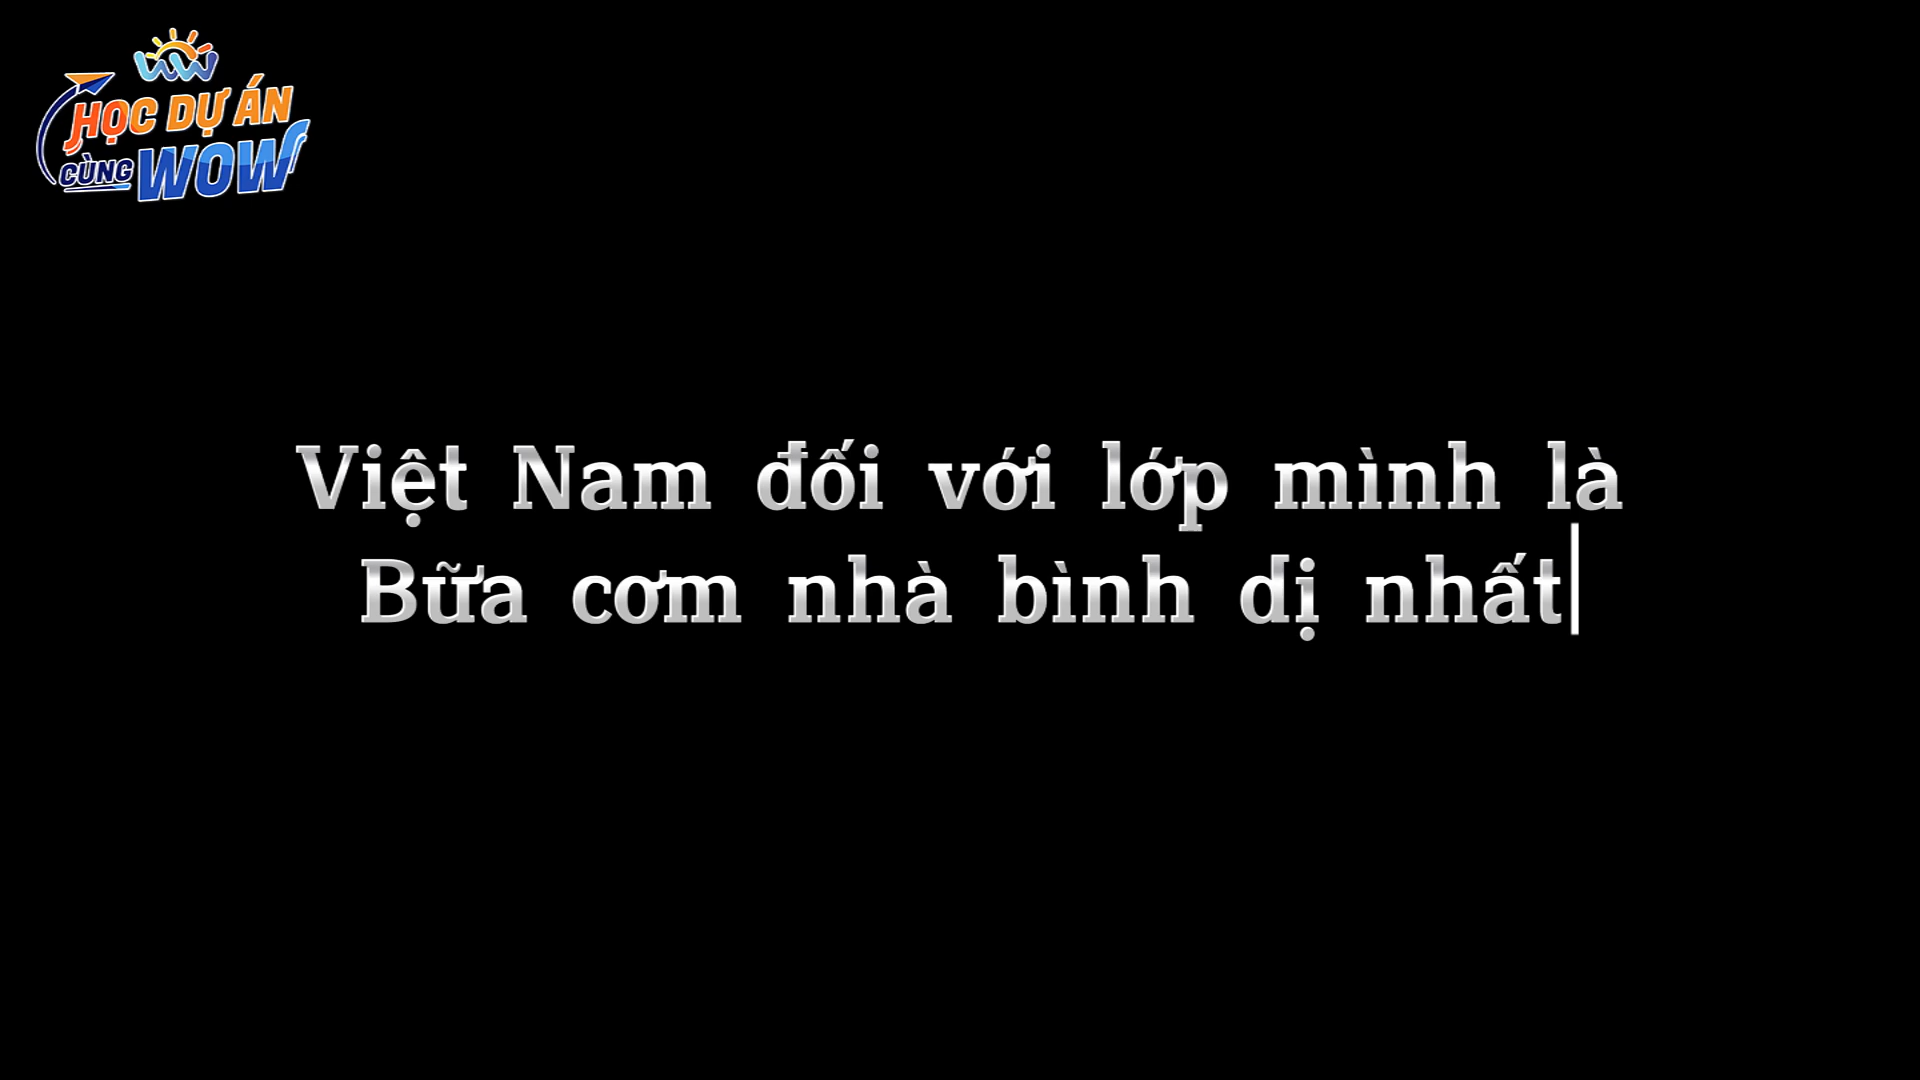 HỌC DỰ ÁN
CÙNG WOW
Việt Nam đối với lớp mình là
Bữa cơm nhà bình dị nhất